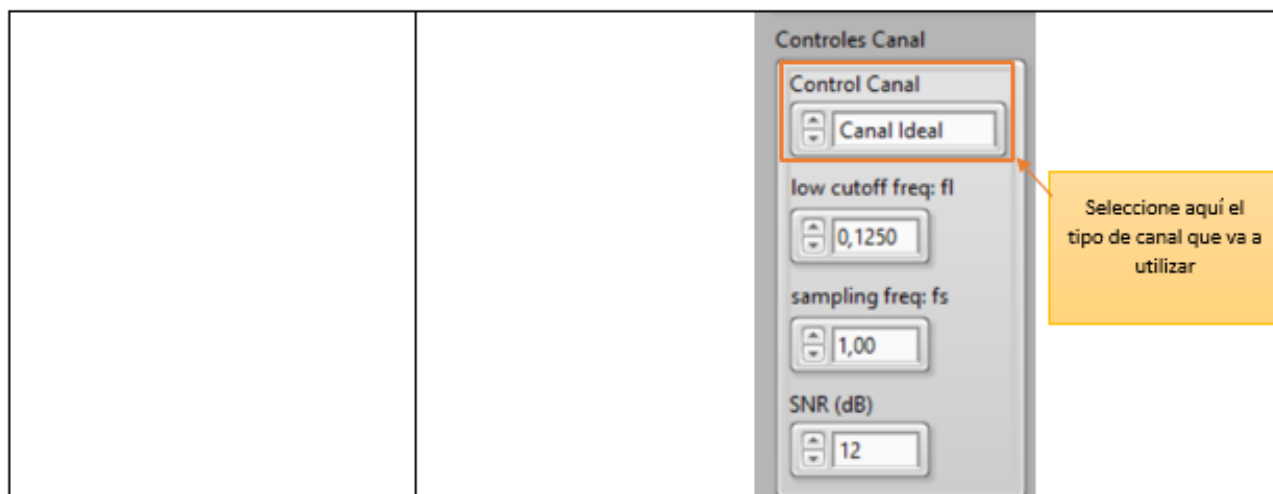 Controles Canal
Control Canal
Canal Ideal
low cutoff freq: fl
0,1250
sampling freq: fs
1,00
SNR (dB)
12
Seleccione aquí el
tipo de canal que va a
utilizar